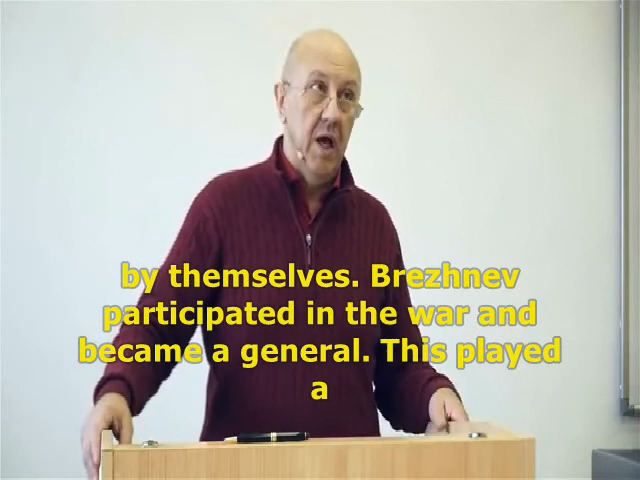 by themselves. Brezhnev
participated in the war and
became a general. This played
a